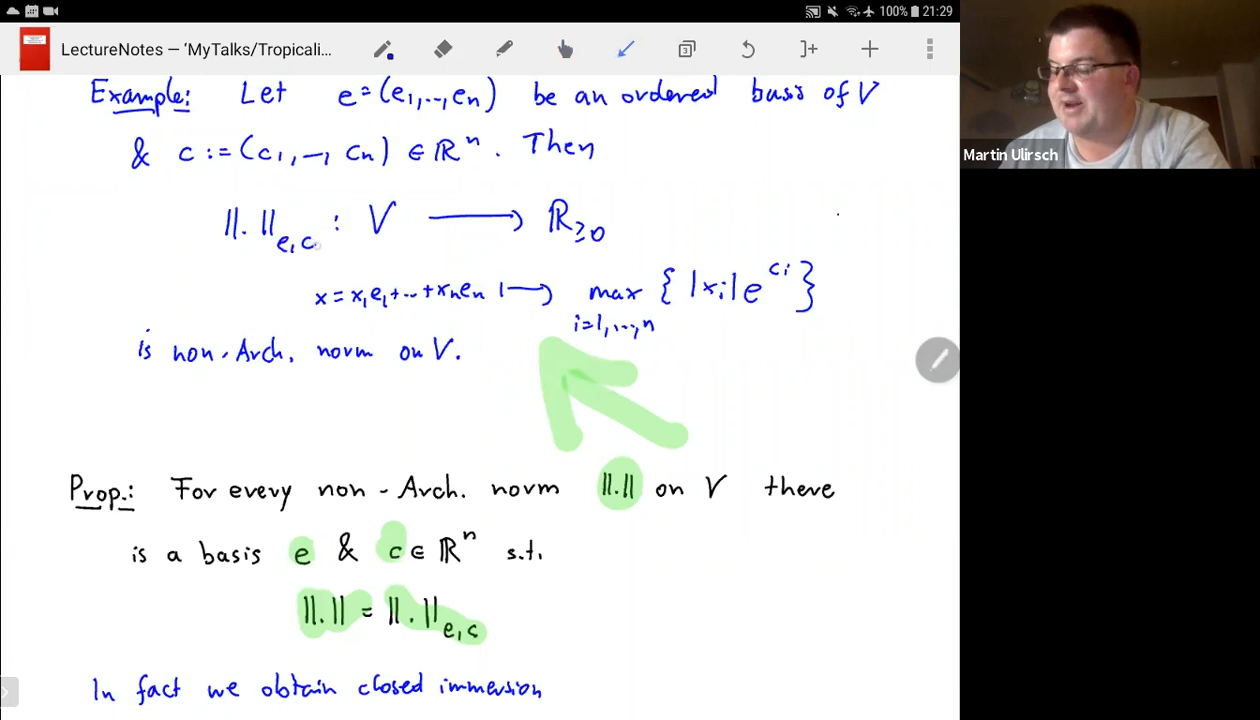 100% 21:29
LectureNotes – ‘MyTalks/Tropicali...
Example: Let e=(e₁,..,eₙ) be an ordered basis of V
& c:=(c₁,–,cₙ) ∈ ℝⁿ. Then
||.||ₑ,c : V ⟶ ℝ≥0
x = x₁e₁+..+xₙeₙ ⟼ max { |xᵢ| e^{cᵢ} }
i=1,..,n
is non-Arch. norm on V.
Prop.: For every non-Arch. norm ||.|| on V there
is a basis e & c ∈ ℝⁿ s.t.
||.|| = ||.||ₑ,c
In fact we obtain closed immersion
Martin Ulirsch